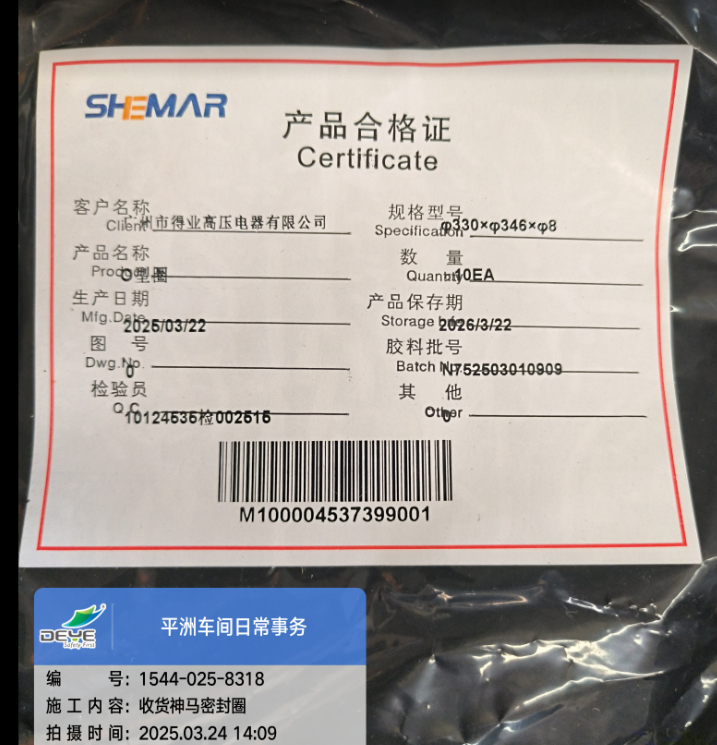 SHEMAR
产品合格证
Certificate
客户名称 广州市得业高压电器有限公司
Client
规格型号 φ330×φ346×φ8
Specification
产品名称
Product O型圈
数 量
Quantity 10EA
生产日期
Mfg.Date 2025/03/22
产品保存期
Storage 2026/3/22
图 号
Dwg.No. 0
胶料批号
Batch No N752503010909
检验员
Q.C 10124535检002515
其 他
Other 0
M100004537399001
DEYE
Safety First
平洲车间日常事务
编 号: 1544-025-8318
施工内容: 收货神马密封圈
拍摄时间: 2025.03.24 14:09